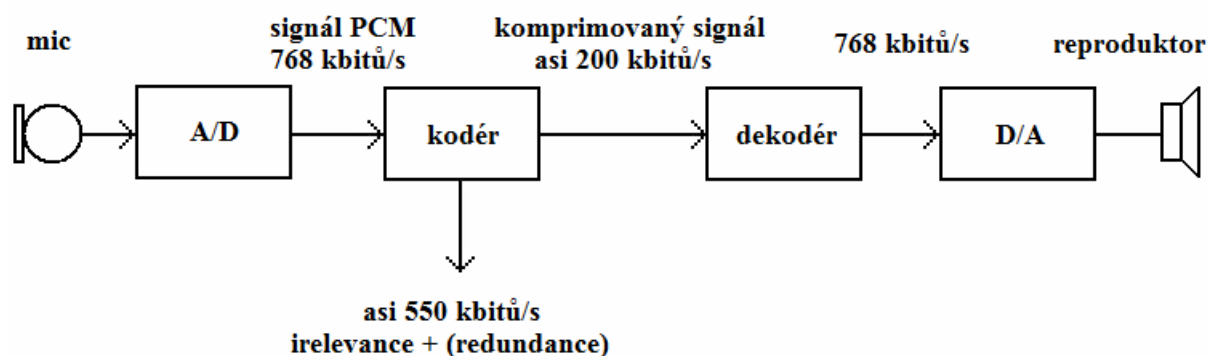 mic
signál PCM
768 kbitů/s
komprimovaný signál
asi 200 kbitů/s
768 kbitů/s
reproduktor
A/D
kodér
dekodér
D/A
asi 550 kbitů/s
irelevance + (redundance)